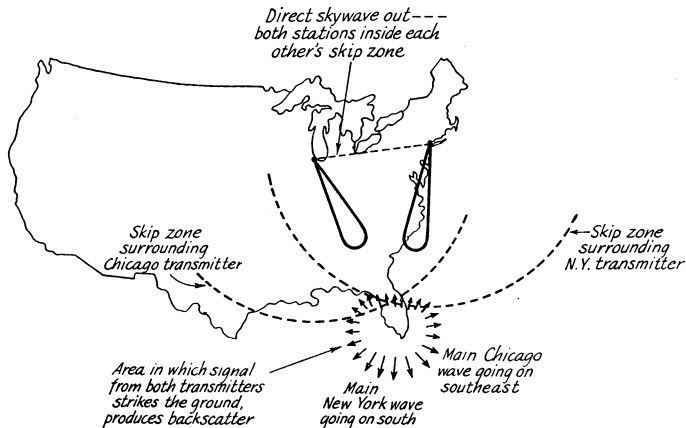 Direct skywave out
both stations inside each
other's skip zone
Skip zone
surrounding
Chicago transmitter
Skip zone
surrounding
N.Y. transmitter
Area in which signal
from both transmitters
strikes the ground,
produces backscatter
Main
New York wave
going on south
Main Chicago
wave going on
southeast